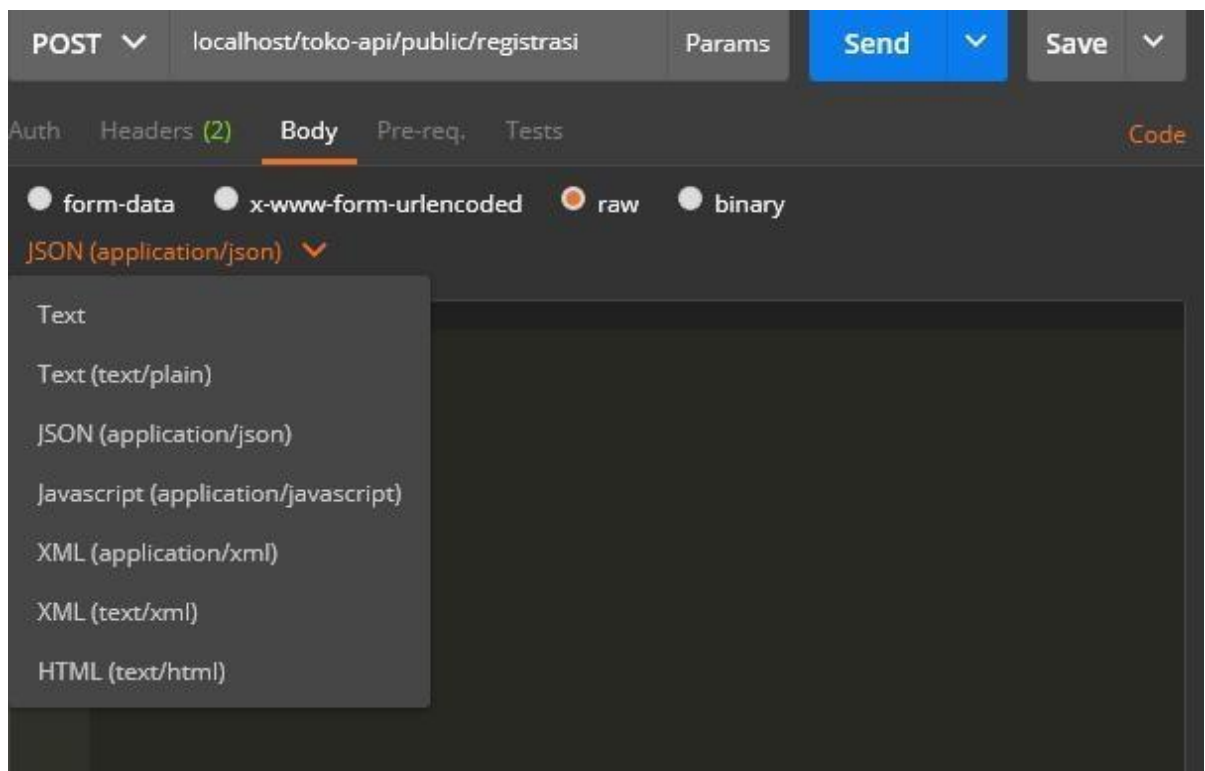 POST localhost/toko-api/public/registrasi Params Send Save
Auth Headers (2) Body Pre-req. Tests Code
form-data x-www-form-urlencoded raw binary
JSON (application/json)
Text
Text (text/plain)
JSON (application/json)
Javascript (application/javascript)
XML (application/xml)
XML (text/xml)
HTML (text/html)